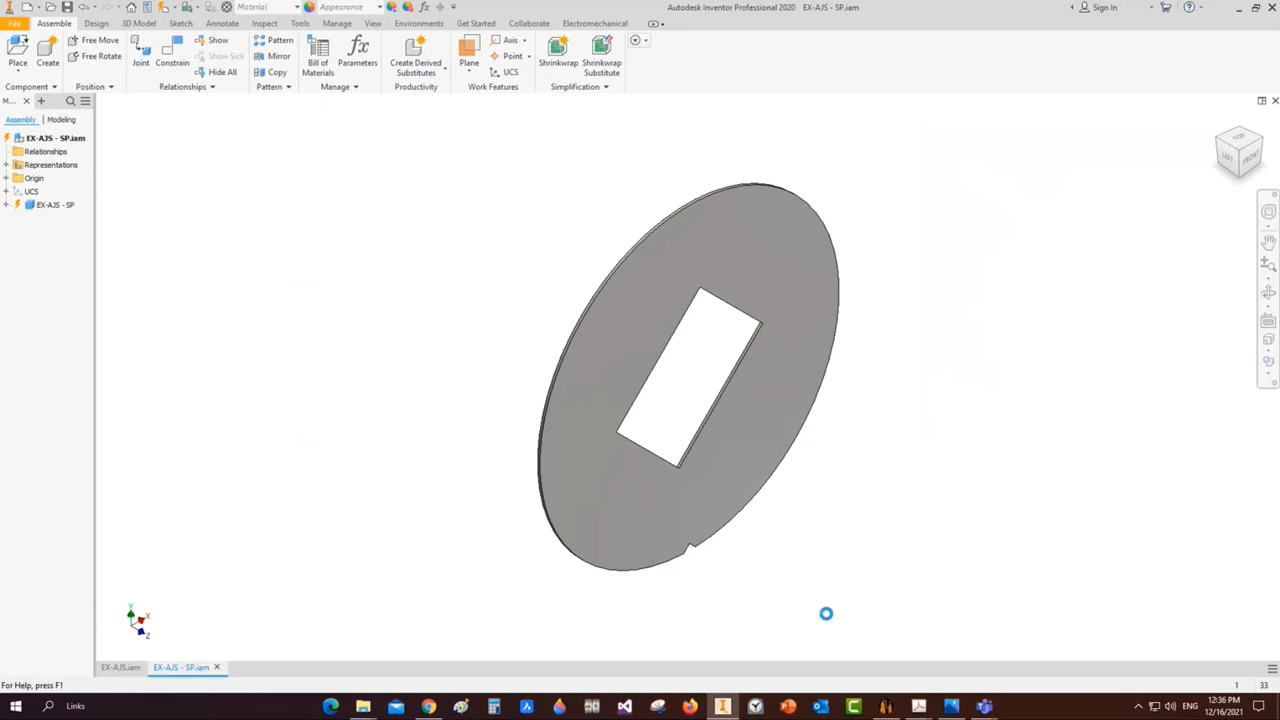 Material
Appearance
Autodesk Inventor Professional 2020 EX-AJS - SP.iam
Sign In
File Assemble Design 3D Model Sketch Annotate Inspect Tools Manage View Environments Get Started Collaborate Electromechanical
Place
Create
Free Move
Free Rotate
Joint
Constrain
Show
Show Sick
Hide All
Pattern
Mirror
Copy
Bill of
Materials
Parameters
Create Derived
Substitutes
Plane
Axis
Point
UCS
Shrinkwrap
Shrinkwrap
Substitute
Component Position Relationships Pattern Manage Productivity Work Features Simplification
M...
Assembly Modeling
EX-AJS - SP.iam
Relationships
Representations
Origin
UCS
EX-AJS - SP
TOP
LEFT
FRONT
Y
X
Z
EX-AJS.iam EX-AJS - SP.iam
For Help, press F1
1 33
Links
12:36 PM
12/16/2021